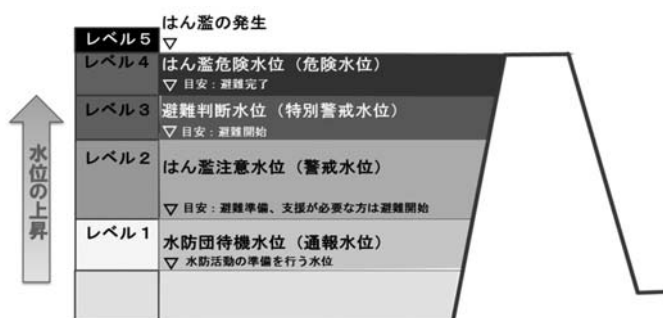 レベル5 はん濫の発生
▽
レベル4 はん濫危険水位（危険水位）
▽ 目安：避難完了
レベル3 避難判断水位（特別警戒水位）
▽ 目安：避難開始
レベル2 はん濫注意水位（警戒水位）
▽ 目安：避難準備、支援が必要な方は避難開始
レベル1 水防団待機水位（通報水位）
▽ 水防活動の準備を行う水位
水位の上昇